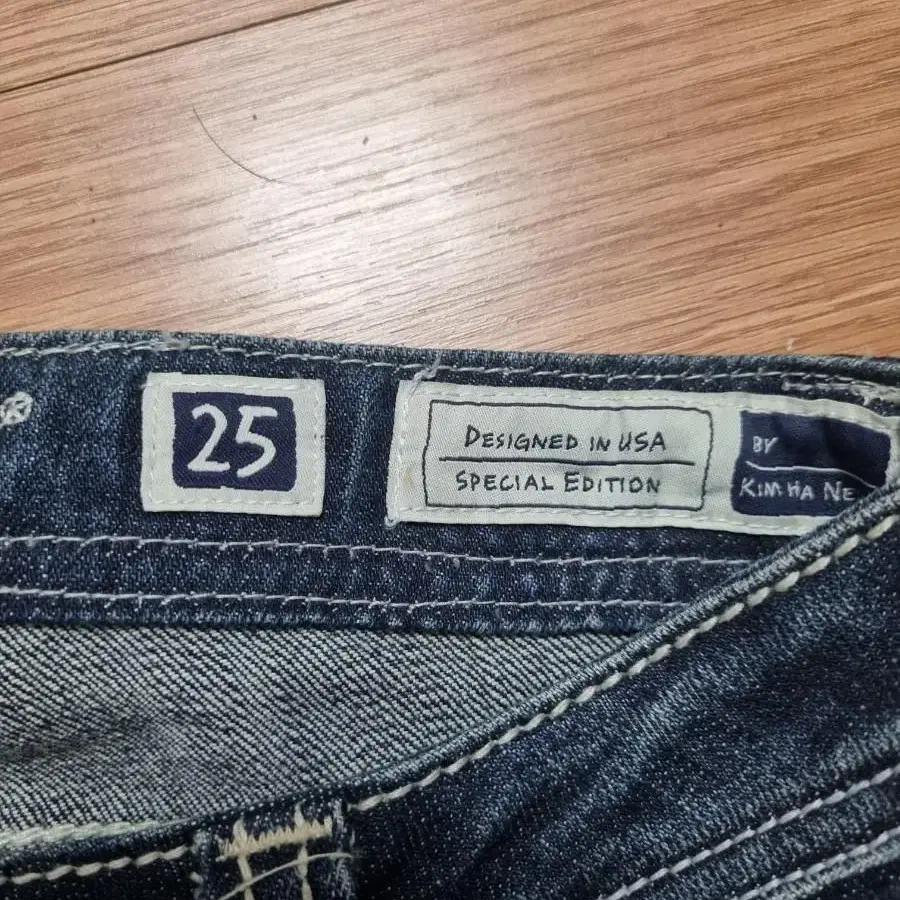 25
DESIGNED IN USA
SPECIAL EDITION
BY
KIM HA NE